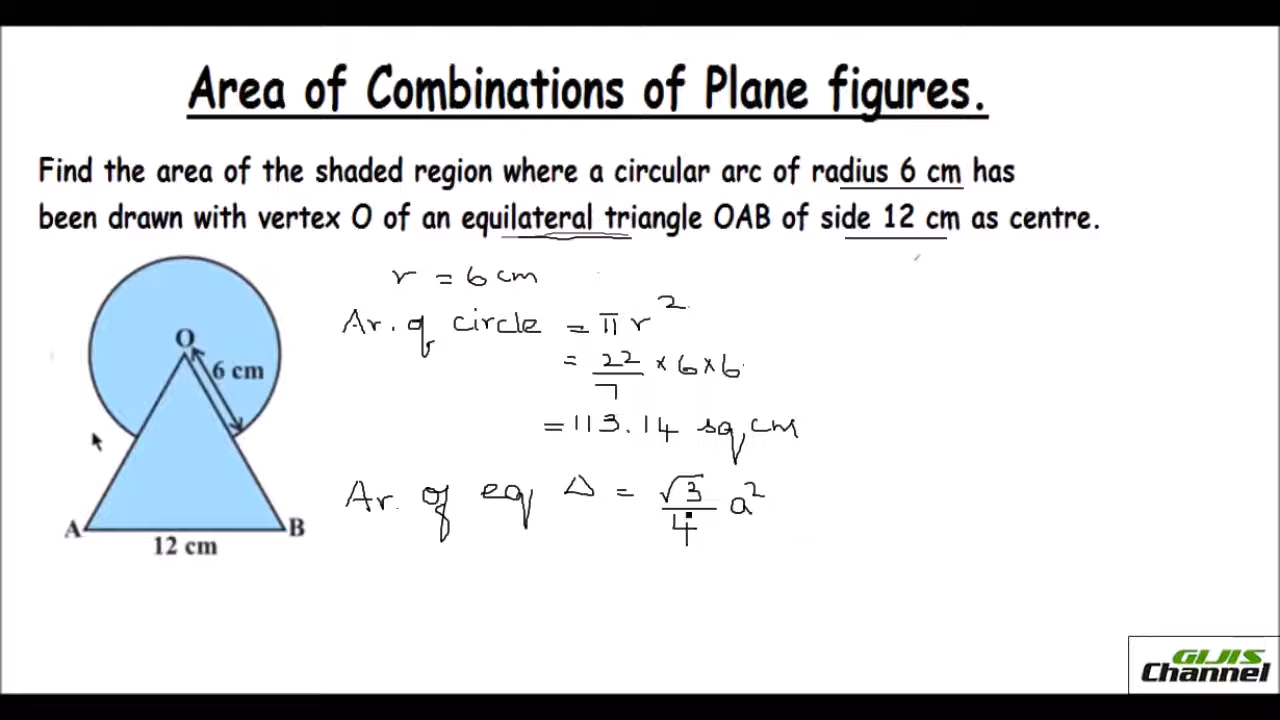 Area of Combinations of Plane figures.
Find the area of the shaded region where a circular arc of radius 6 cm has
been drawn with vertex O of an equilateral triangle OAB of side 12 cm as centre.
r = 6 cm
Ar. of circle = π r²
= 22/7 × 6 × 6
= 113.14 sq cm
Ar. of eq △ = √3/4 a²
O
6 cm
A
B
12 cm
GIJIS
Channel